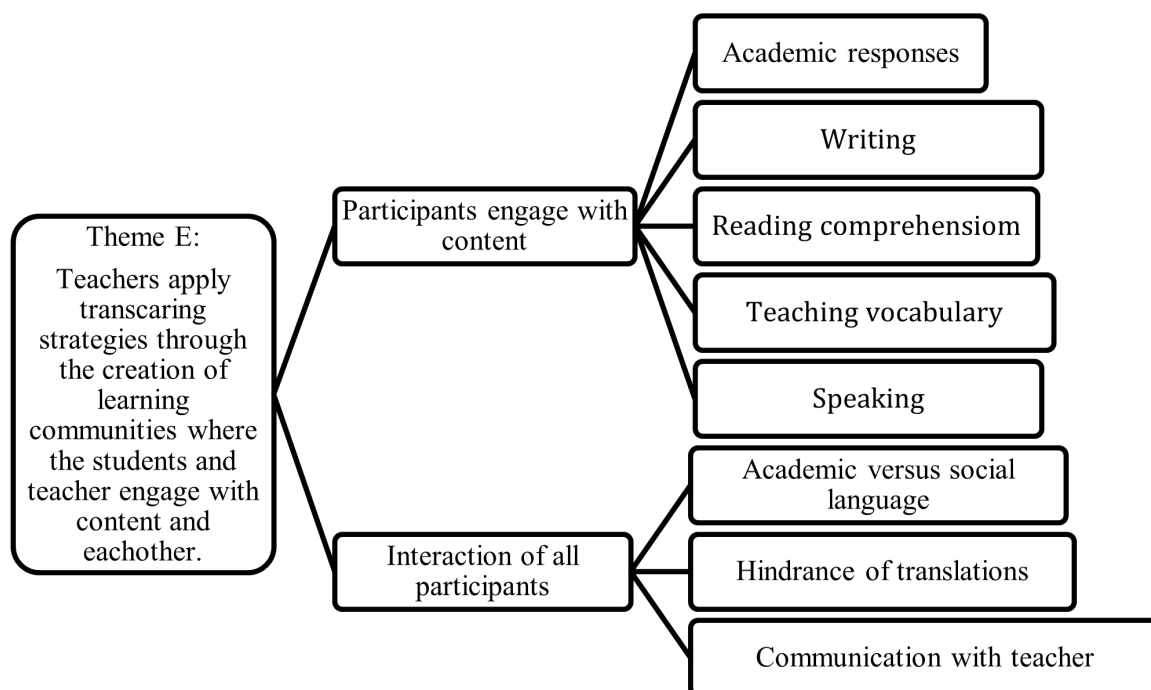 Theme E:
Teachers apply
transcaring
strategies through
the creation of
learning
communities where
the students and
teacher engage with
content and
eachother.
Participants engage with
content
Academic responses
Writing
Reading comprehensiom
Teaching vocabulary
Speaking
Interaction of all
participants
Academic versus social
language
Hindrance of translations
Communication with teacher